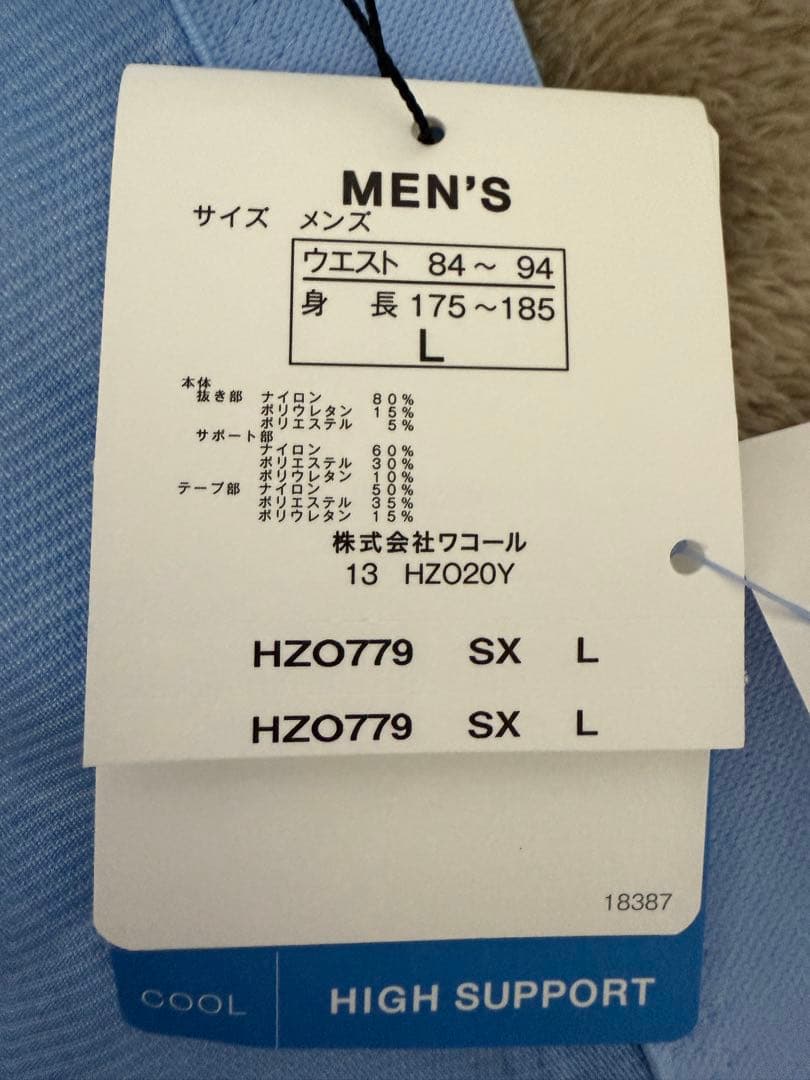 MEN'S
サイズ メンズ
ウエスト 84～94
身 長 175～185
L
本体
抜き部 ナイロン 80%
ポリウレタン 15%
ポリエステル 5%
サポート部
ナイロン 60%
ポリエステル 30%
ポリウレタン 10%
テープ部 ナイロン 50%
ポリエステル 35%
ポリウレタン 15%
株式会社ワコール
13 HZO20Y
HZO779 SX L
HZO779 SX L
18387
COOL HIGH SUPPORT